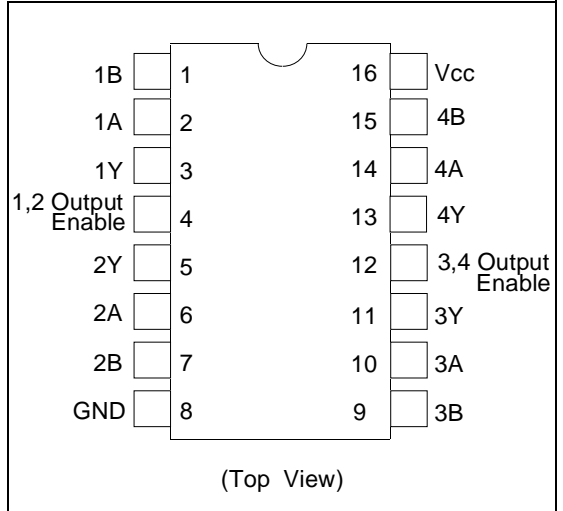 1B 1 16 Vcc
1A 2 15 4B
1Y 3 14 4A
1,2 Output
Enable 4 13 4Y
2Y 5 12 3,4 Output
Enable
2A 6 11 3Y
2B 7 10 3A
GND 8 9 3B
(Top View)